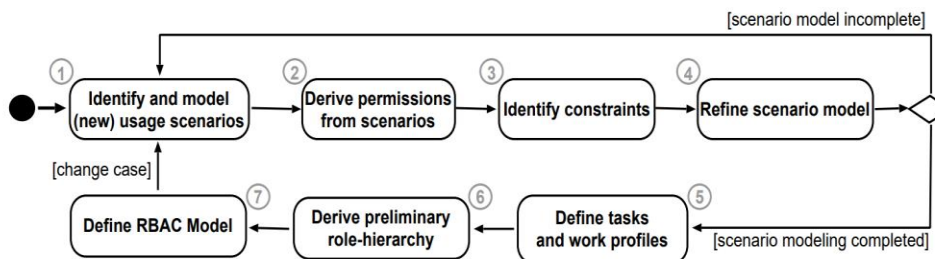 [scenario model incomplete]
1
Identify and model
(new) usage scenarios
2
Derive permissions
from scenarios
3
Identify constraints
4
Refine scenario model
[change case]
7
Define RBAC Model
6
Derive preliminary
role-hierarchy
5
Define tasks
and work profiles
[scenario modeling completed]